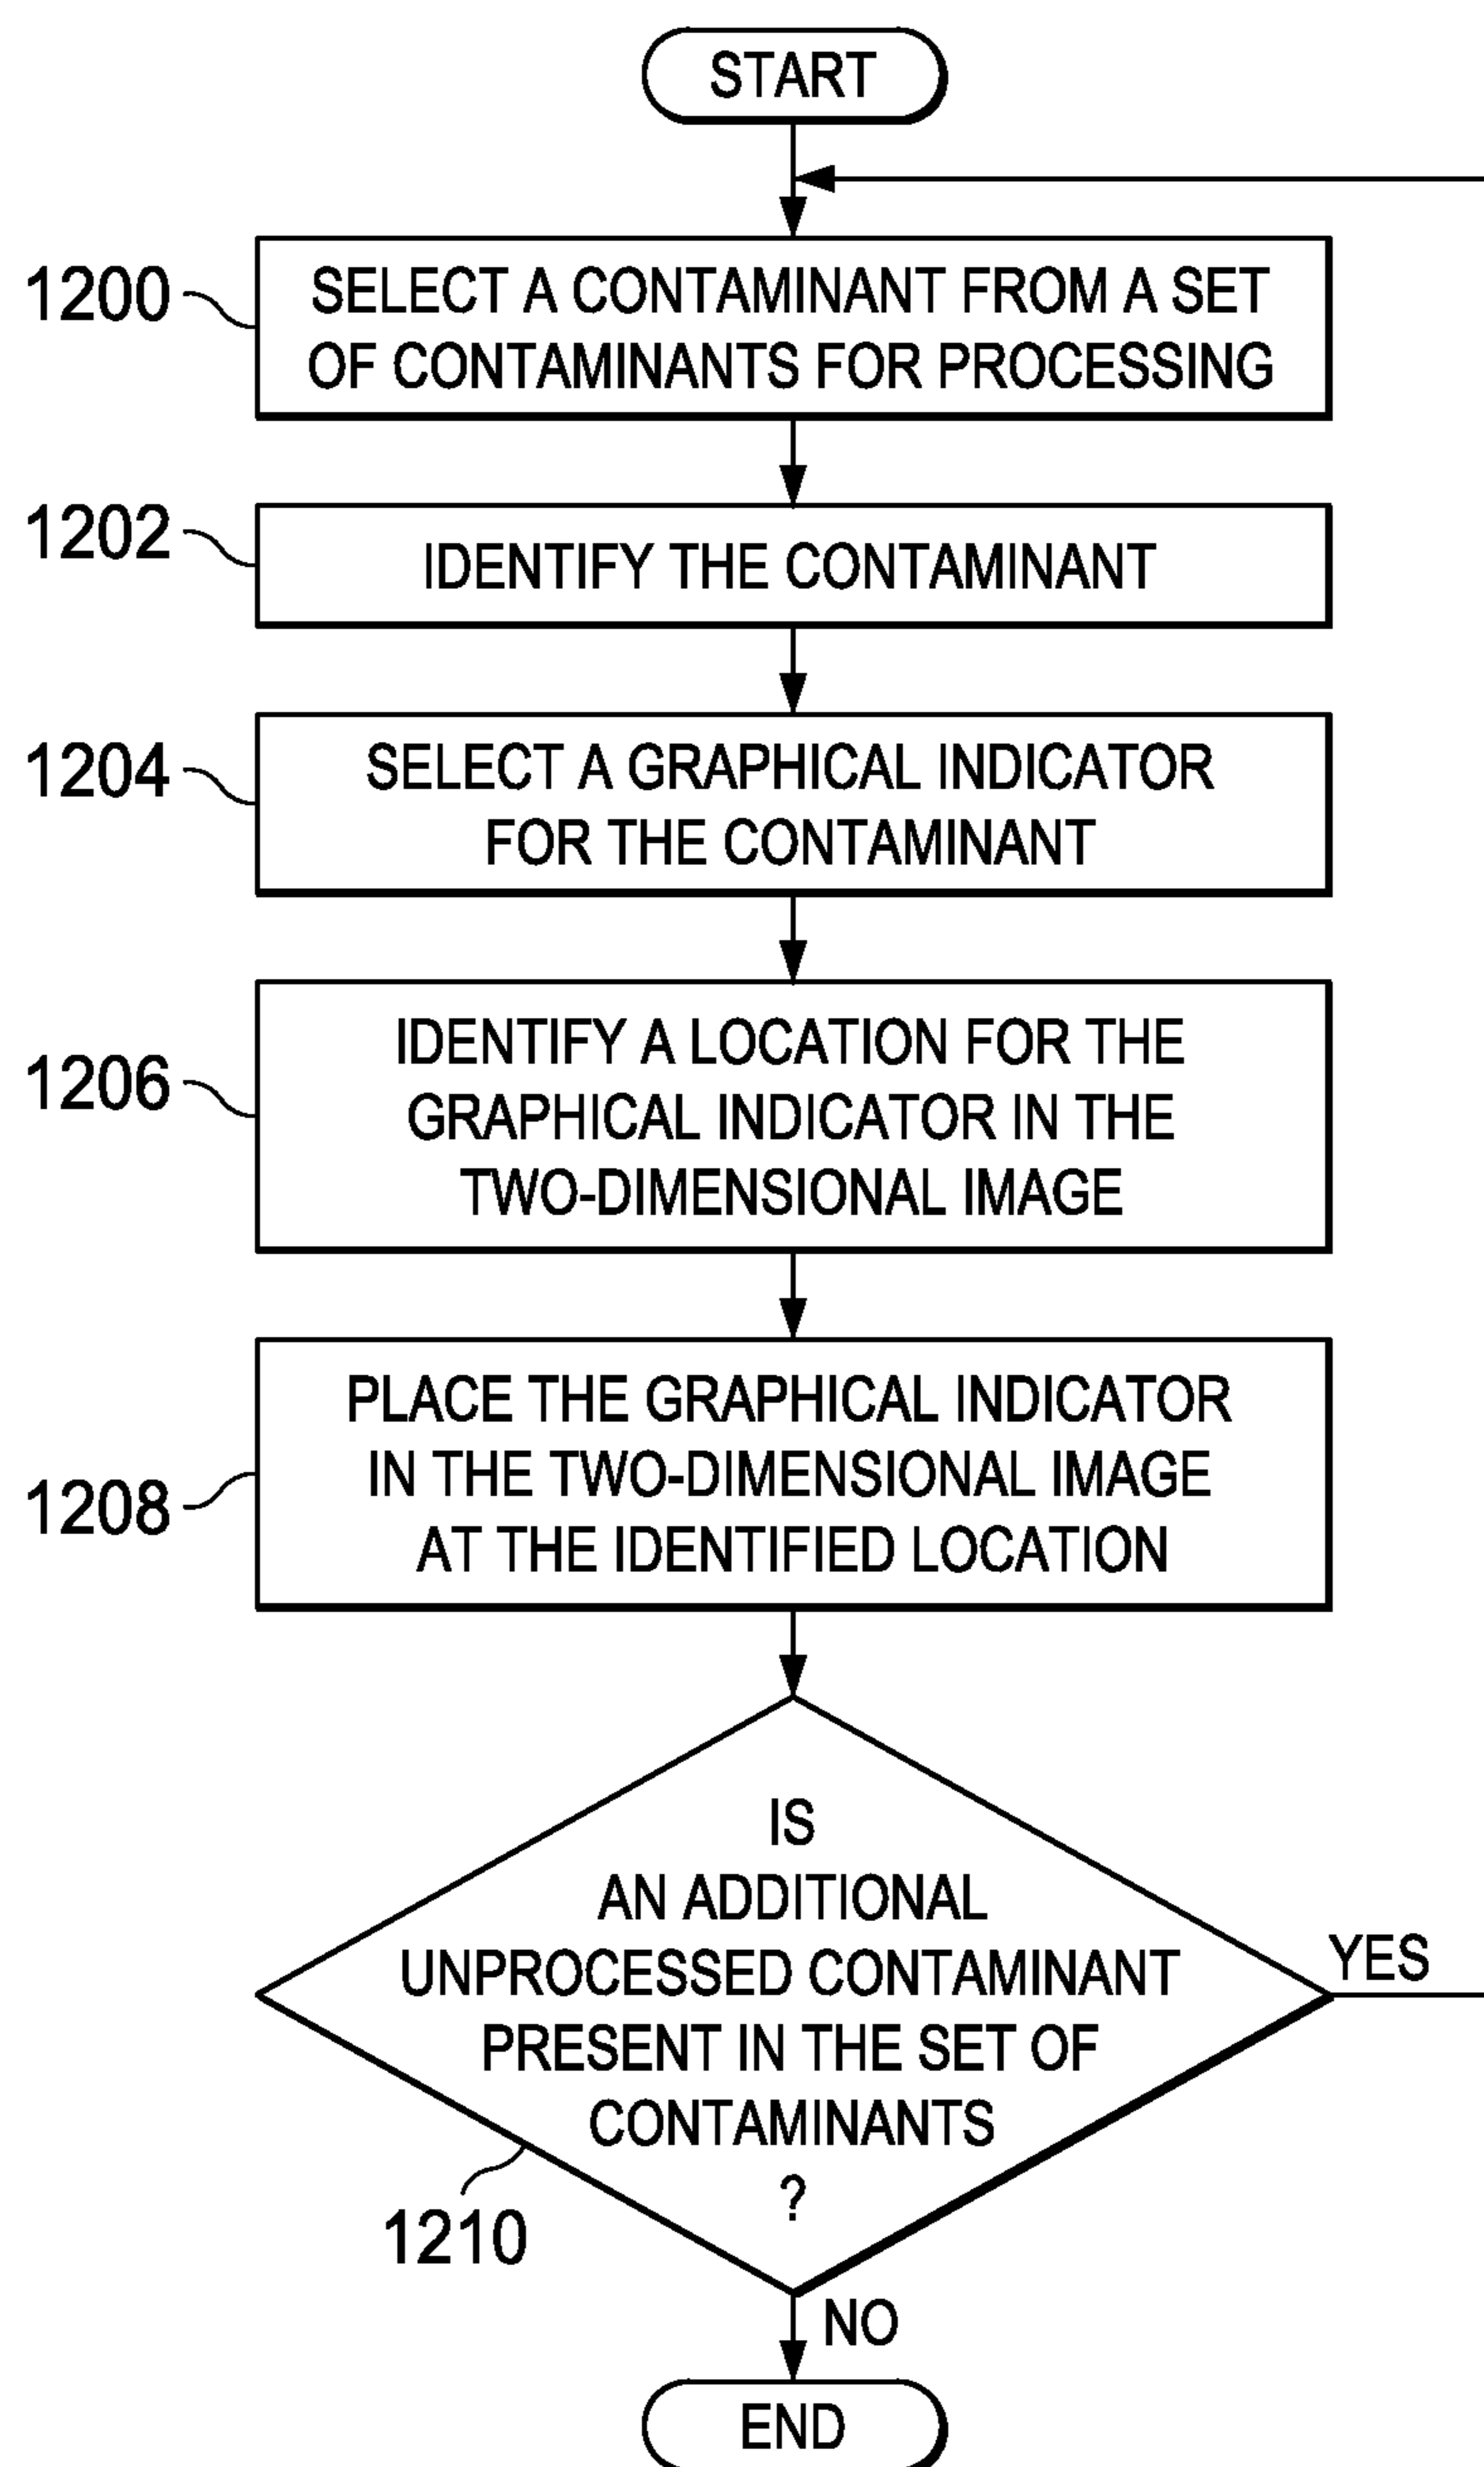 START
1200
SELECT A CONTAMINANT FROM A SET
OF CONTAMINANTS FOR PROCESSING
1202
IDENTIFY THE CONTAMINANT
1204
SELECT A GRAPHICAL INDICATOR
FOR THE CONTAMINANT
1206
IDENTIFY A LOCATION FOR THE
GRAPHICAL INDICATOR IN THE
TWO-DIMENSIONAL IMAGE
1208
PLACE THE GRAPHICAL INDICATOR
IN THE TWO-DIMENSIONAL IMAGE
AT THE IDENTIFIED LOCATION
IS
AN ADDITIONAL
UNPROCESSED CONTAMINANT
PRESENT IN THE SET OF
CONTAMINANTS
?
YES
1210
NO
END